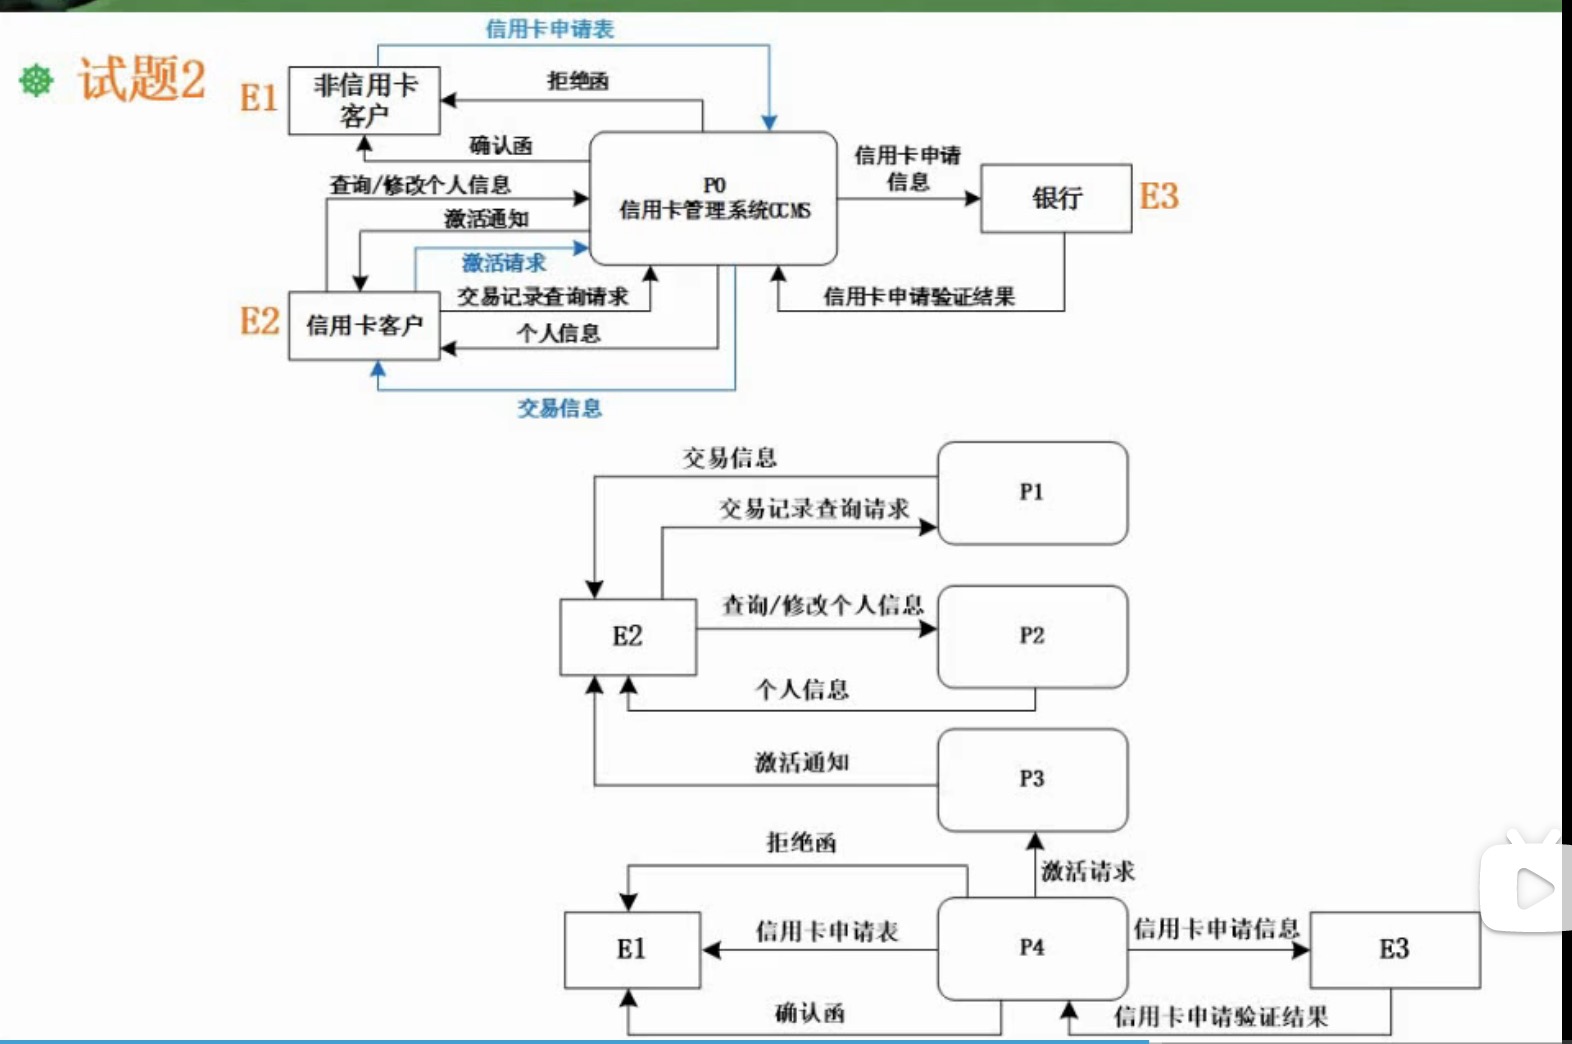 试题2
信用卡申请表
E1
非信用卡
客户
拒绝函
确认函
P0
信用卡管理系统CCMS
信用卡申请
信息
银行
E3
查询/修改个人信息
激活通知
激活请求
交易记录查询请求
信用卡申请验证结果
E2
信用卡客户
个人信息
交易信息
交易信息
P1
交易记录查询请求
E2
查询/修改个人信息
P2
个人信息
激活通知
P3
拒绝函
激活请求
E1
信用卡申请表
P4
信用卡申请信息
E3
确认函
信用卡申请验证结果